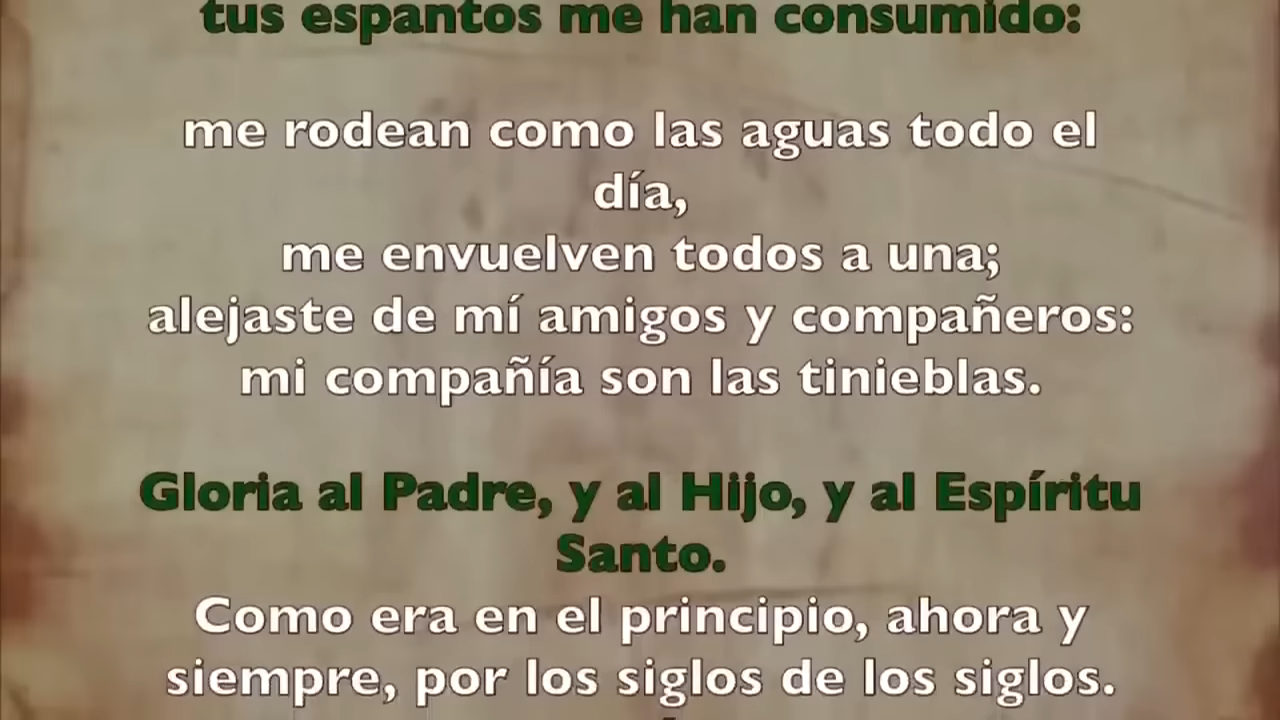 tus espantos me han consumido:
me rodean como las aguas todo el
día,
me envuelven todos a una;
alejaste de mí amigos y compañeros:
mi compañía son las tinieblas.
Gloria al Padre, y al Hijo, y al Espíritu
Santo.
Como era en el principio, ahora y
siempre, por los siglos de los siglos.